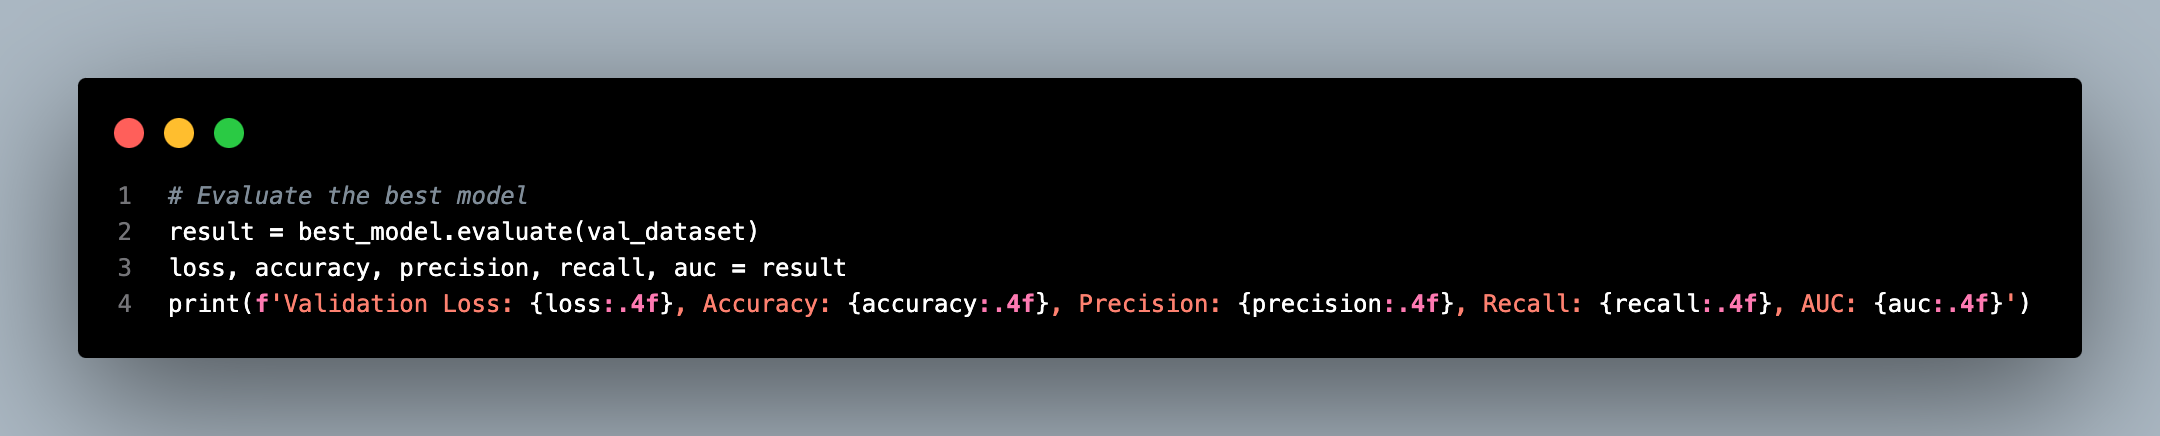 1 # Evaluate the best model
2 result = best_model.evaluate(val_dataset)
3 loss, accuracy, precision, recall, auc = result
4 print(f'Validation Loss: {loss:.4f}, Accuracy: {accuracy:.4f}, Precision: {precision:.4f}, Recall: {recall:.4f}, AUC: {auc:.4f}')